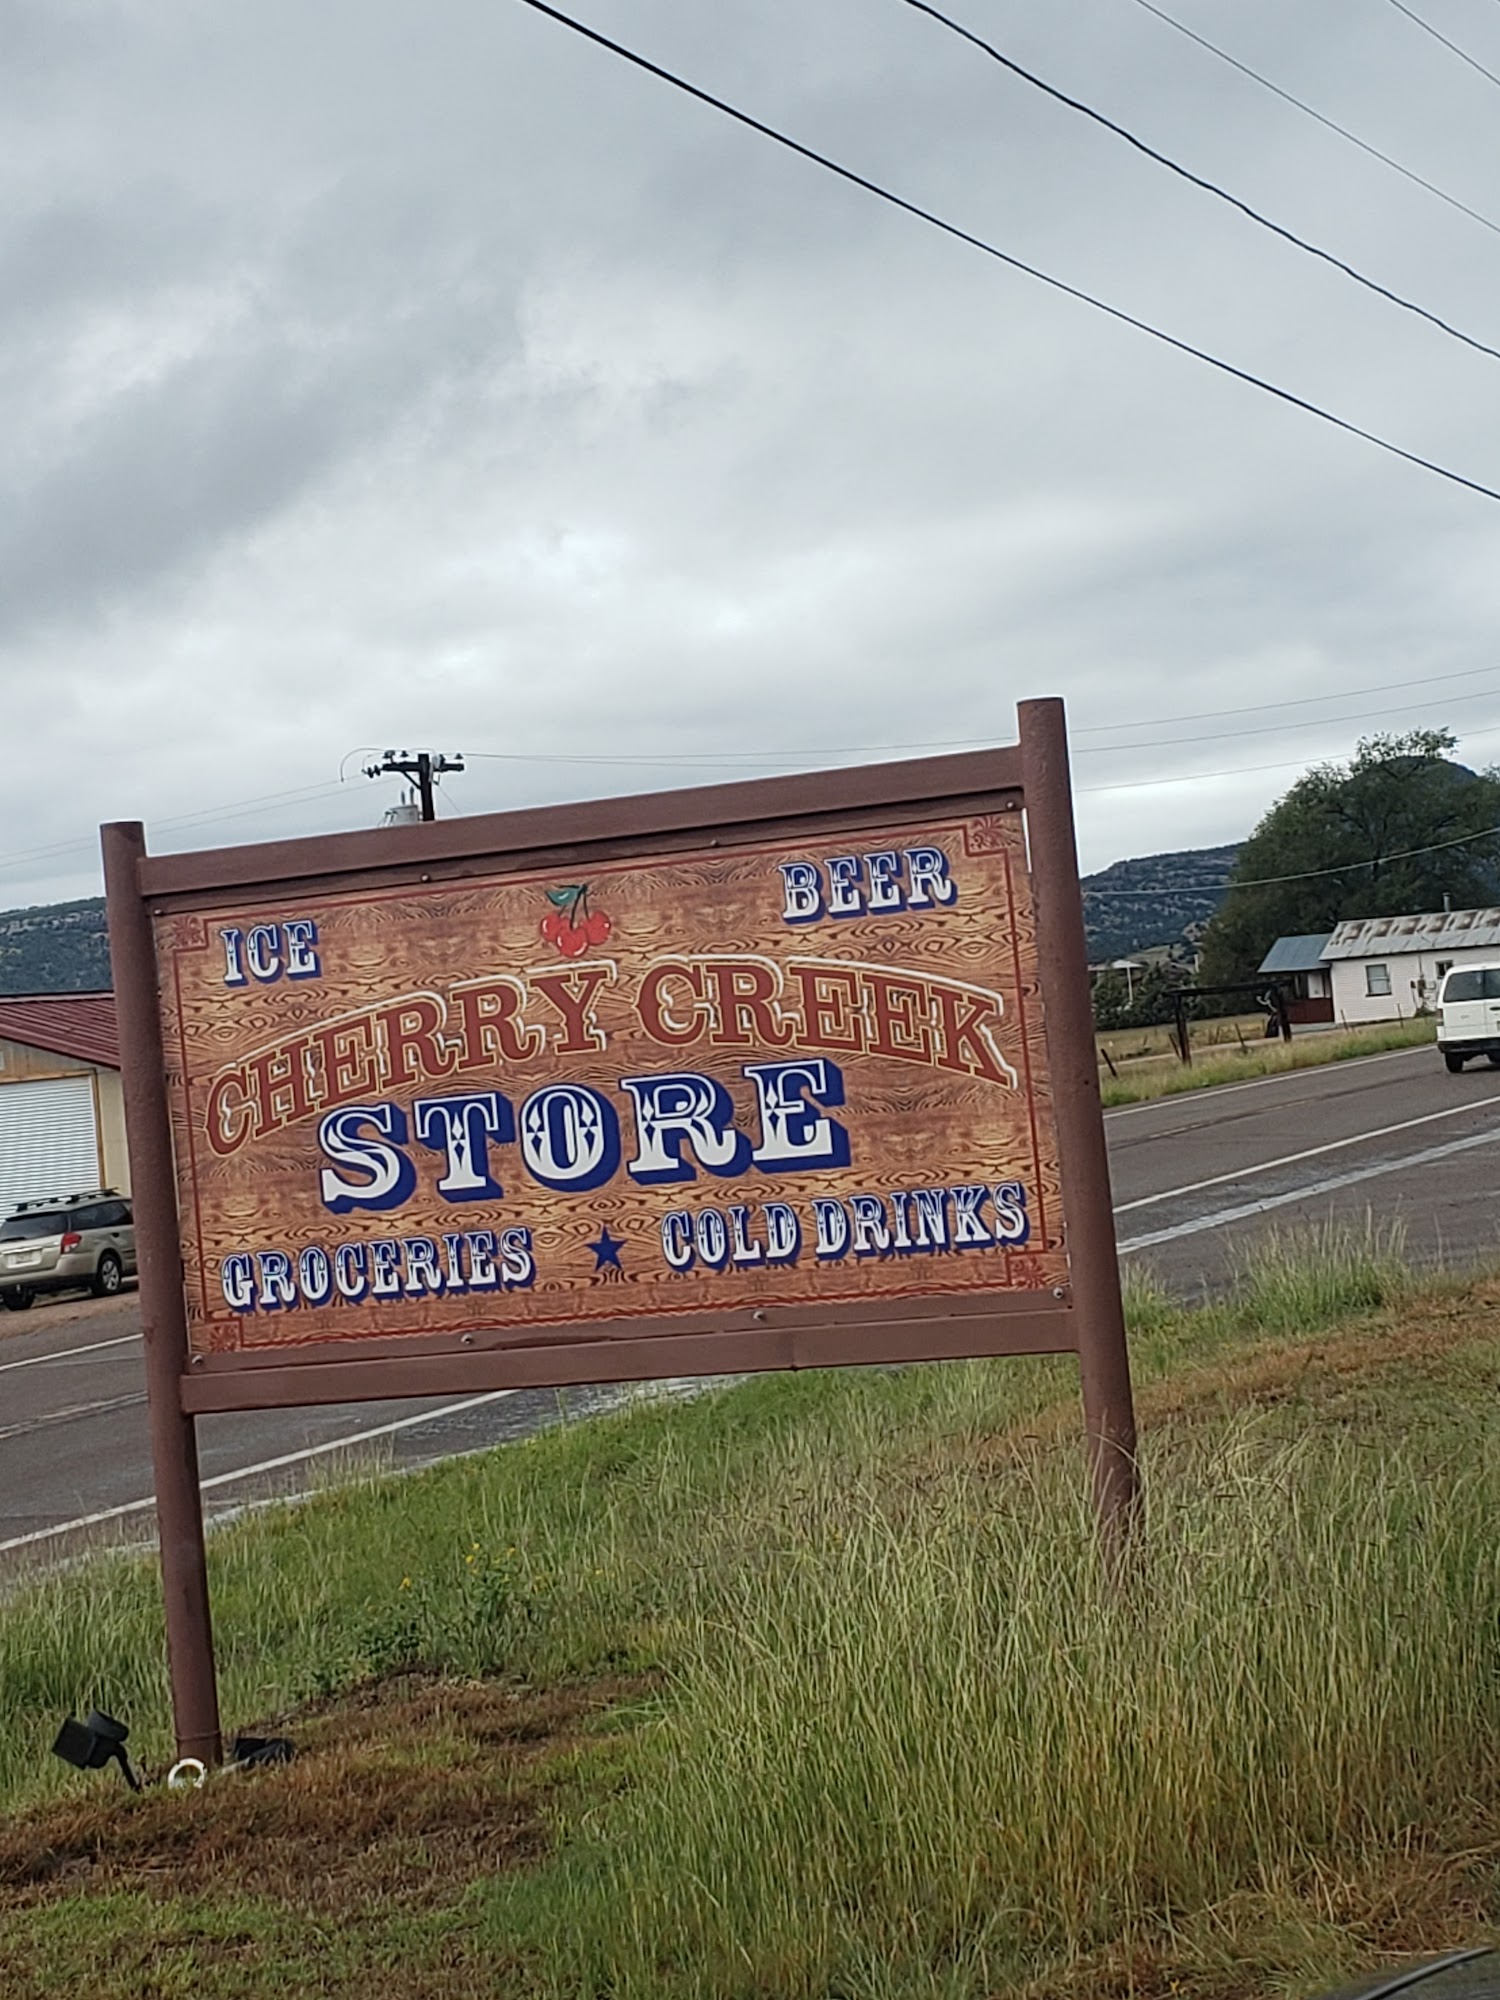 ICE BEER
CHERRY CREEK
STORE
GROCERIES ★ COLD DRINKS